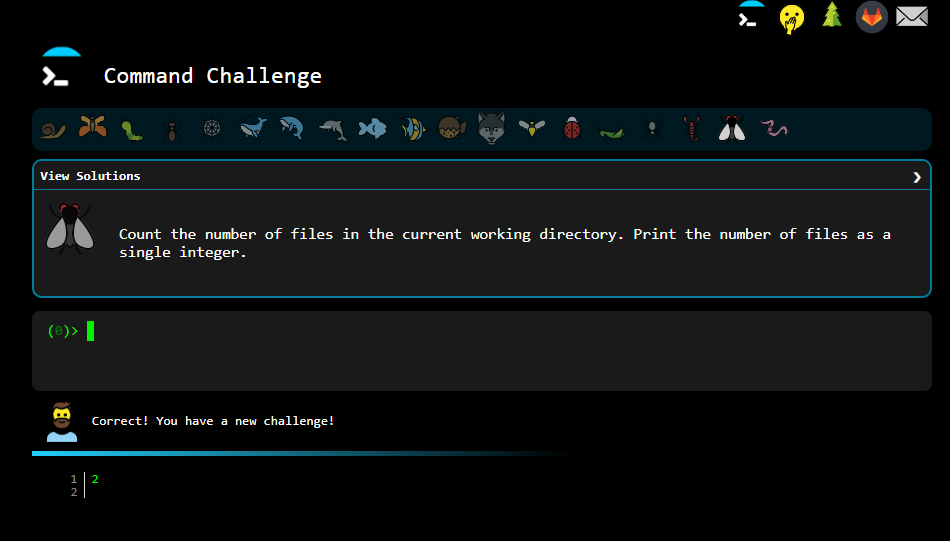 Command Challenge
View Solutions
Count the number of files in the current working directory. Print the number of files as a
single integer.
(0)>
Correct! You have a new challenge!
1 2
2